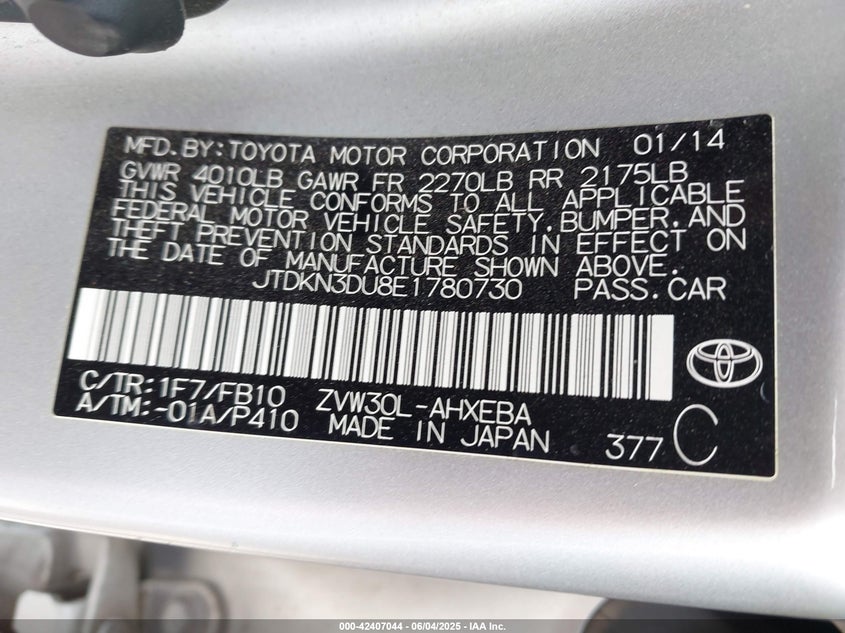 MFD.BY:TOYOTA MOTOR CORPORATION 01/14
GVWR 4010LB GAWR FR 2270LB RR 2175LB
THIS VEHICLE CONFORMS TO ALL APPLICABLE
FEDERAL MOTOR VEHICLE SAFETY,BUMPER,AND
THEFT PREVENTION STANDARDS IN EFFECT ON
THE DATE OF MANUFACTURE SHOWN ABOVE.
JTDKN3DU8E1780730 PASS.CAR
C/TR:1F7/FB10 ZVW30L-AHXEBA
A/TM:-01A/P410 MADE IN JAPAN 377 C
000-42407044 | 06/04/2025 - IAA Inc.